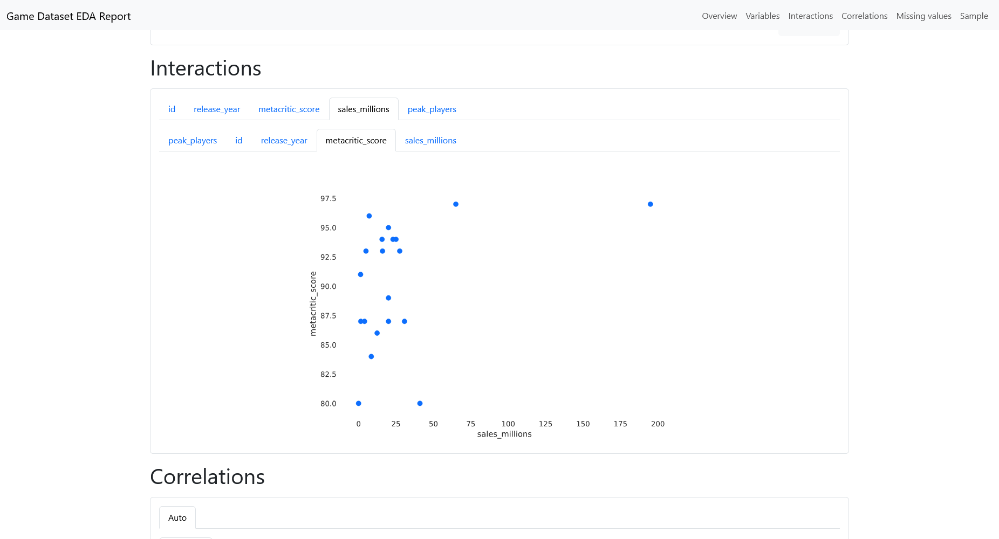 Game Dataset EDA Report
Overview Variables Interactions Correlations Missing values Sample
Interactions
id release_year metacritic_score sales_millions peak_players
peak_players id release_year metacritic_score sales_millions
97.5
95.0
92.5
90.0
87.5
85.0
82.5
80.0
metacritic_score
0 25 50 75 100 125 150 175 200
sales_millions
Correlations
Auto